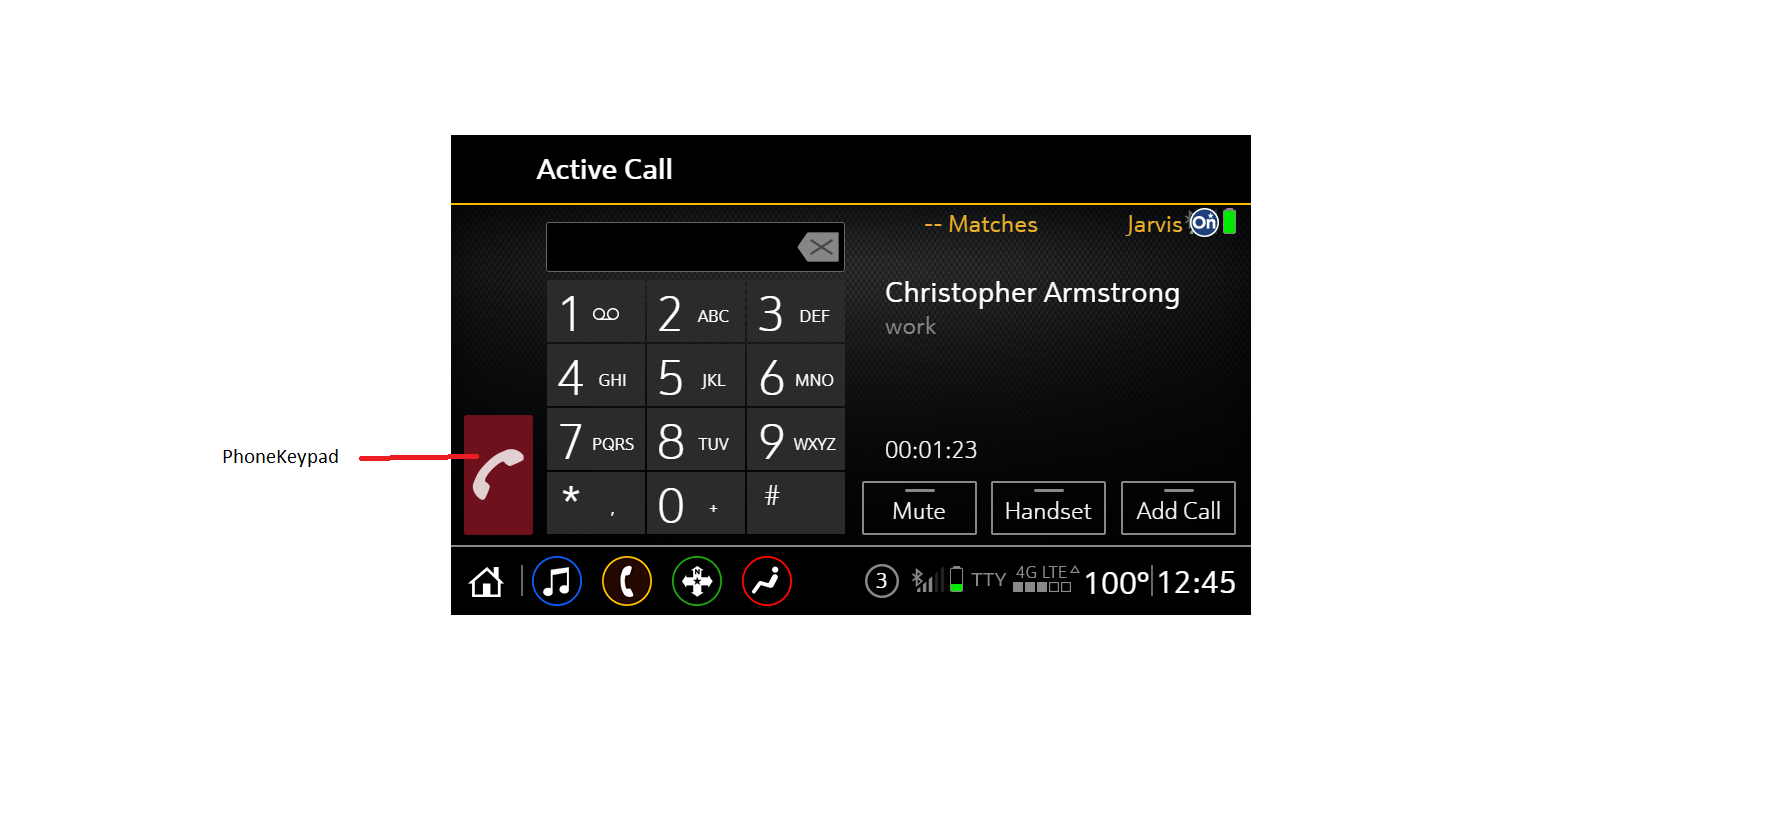 Active Call
-- Matches
Jarvis
On
Christopher Armstrong
work
1
2 ABC
3 DEF
4 GHI
5 JKL
6 MNO
7 PQRS
8 TUV
9 WXYZ
* ,
0 +
#
PhoneKeypad
00:01:23
Mute
Handset
Add Call
N
3
TTY
4G LTE
100°
12:45